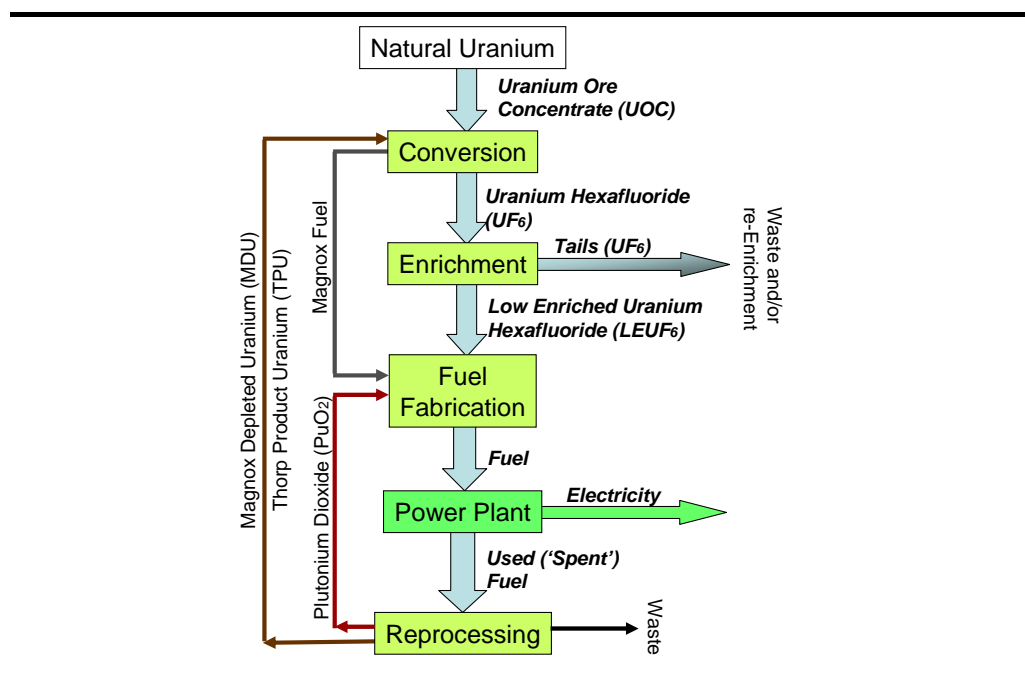 Natural Uranium
Uranium Ore
Concentrate (UOC)
Conversion
Uranium Hexafluoride
(UF6)
Enrichment
Tails (UF6)
Waste and/or
re-Enrichment
Low Enriched Uranium
Hexafluoride (LEUF6)
Magnox Fuel
Fuel
Fabrication
Magnox Depleted Uranium (MDU)
Thorp Product Uranium (TPU)
Plutonium Dioxide (PuO2)
Fuel
Power Plant
Electricity
Used (‘Spent’)
Fuel
Reprocessing
Waste